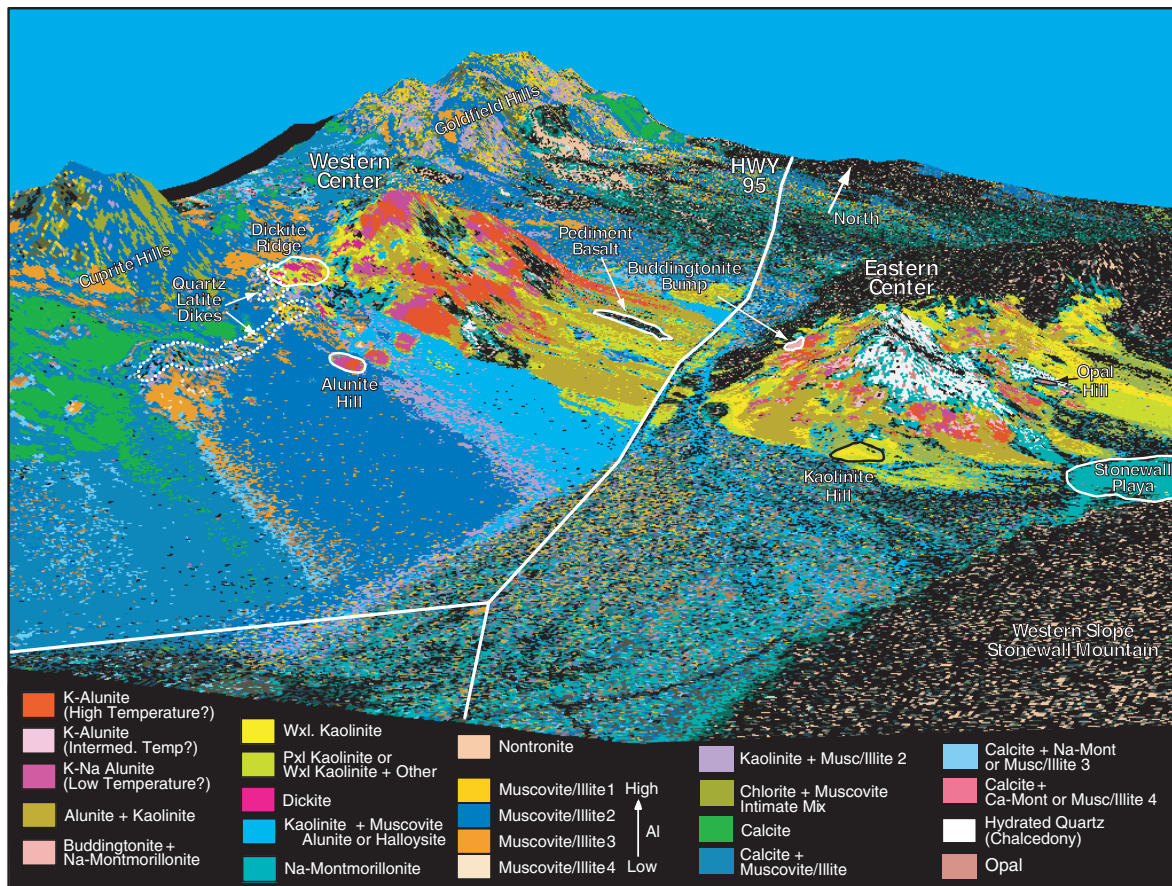 Goldfield Hills
Western
Center
HWY
95
North
Dickite
Ridge
Pediment
Basalt
Buddingtonite
Bump
Cuprite Hills
Quartz
Latite
Dikes
Eastern
Center
Alunite
Hill
Opal
Hill
Kaolinite
Hill
Stonewall
Playa
Western Slope
Stonewall Mountain
K-Alunite
(High Temperature?)
K-Alunite
(Intermed. Temp?)
K-Na Alunite
(Low Temperature?)
Alunite + Kaolinite
Buddingtonite +
Na-Montmorillonite
Wxl. Kaolinite
Pxl Kaolinite or
Wxl Kaolinite + Other
Dickite
Kaolinite + Muscovite
Alunite or Halloysite
Na-Montmorillonite
Nontronite
Muscovite/Illite1 High
Muscovite/Illite2
Al
Muscovite/Illite3
Muscovite/Illite4 Low
Kaolinite + Musc/Illite 2
Chlorite + Muscovite
Intimate Mix
Calcite
Calcite +
Muscovite/Illite
Calcite + Na-Mont
or Musc/Illite 3
Calcite +
Ca-Mont or Musc/Illite 4
Hydrated Quartz
(Chalcedony)
Opal